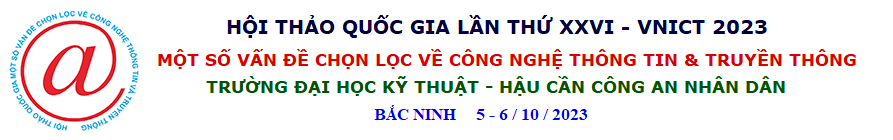 HỘI THẢO QUỐC GIA MỘT SỐ VẤN ĐỀ CHỌN LỌC VỀ CÔNG NGHỆ THÔNG TIN VÀ TRUYỀN THÔNG
@
HỘI THẢO QUỐC GIA LẦN THỨ XXVI - VNICT 2023
MỘT SỐ VẤN ĐỀ CHỌN LỌC VỀ CÔNG NGHỆ THÔNG TIN & TRUYỀN THÔNG
TRƯỜNG ĐẠI HỌC KỸ THUẬT - HẬU CẦN CÔNG AN NHÂN DÂN
BẮC NINH 5 - 6 / 10 / 2023